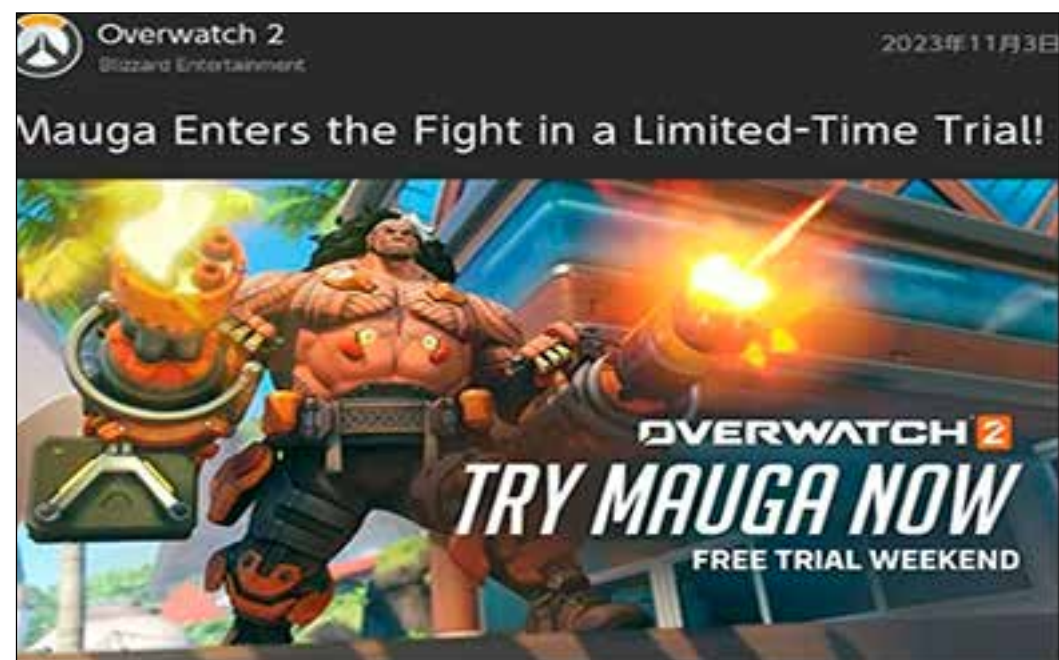 Overwatch 2
Blizzard Entertainment
2023年11月3日
Mauga Enters the Fight in a Limited-Time Trial!
OVERWATCH 2
TRY MAUGA NOW
FREE TRIAL WEEKEND